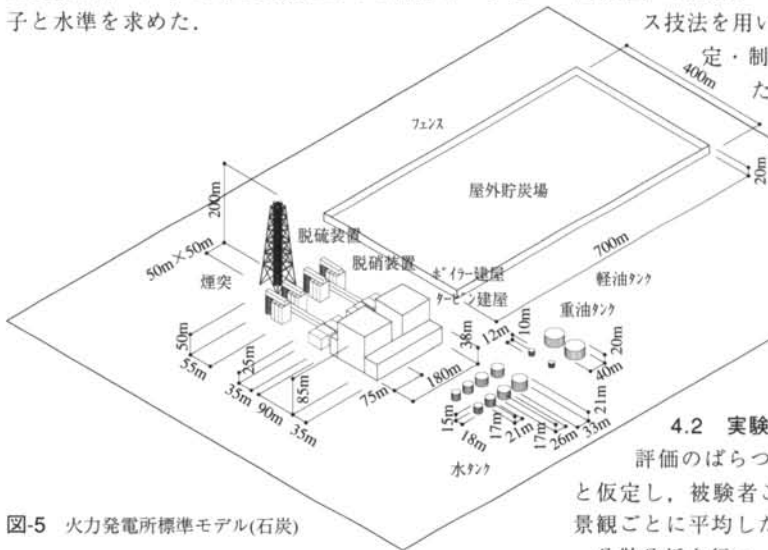 子と水準を求めた．
ス技法を用い
定・制
た
フェンス
400m
20m
屋外貯炭場
700m
200m
50m×50m
煙突
脱硫装置
脱硝装置
ボイラー建屋
タービン建屋
軽油タンク
重油タンク
50m
55m
25m
35m
90m
85m
35m
75m
180m
38m
12m
10m
20m
40m
21m
15m
18m
17m
21m
17m
26m
33m
水タンク
4.2 実験
評価のばらつ
と仮定し，被験者こ
景観ごとに平均した
図-5 火力発電所標準モデル(石炭)